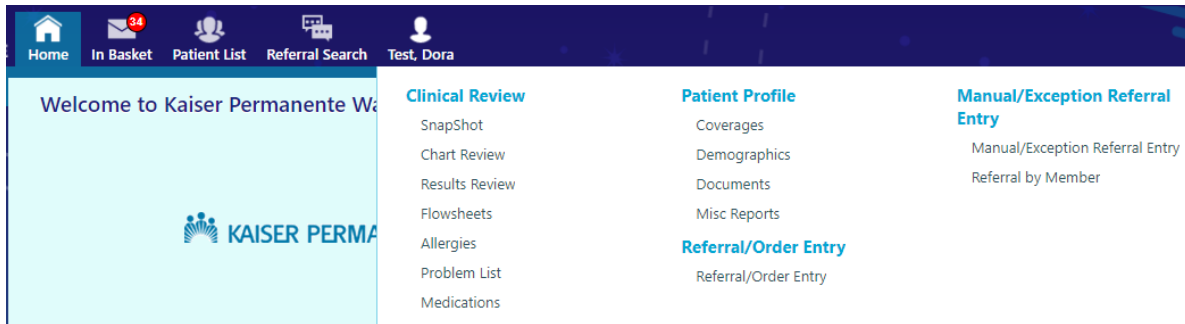 34
Home In Basket Patient List Referral Search Test, Dora
Welcome to Kaiser Permanente
KAISER
Clinical Review
SnapShot
Chart Review
Results Review
Flowsheets
Allergies
Problem List
Medications
Patient Profile
Coverages
Demographics
Documents
Misc Reports
Referral/Order Entry
Referral/Order Entry
Manual/Exception Referral
Entry
Manual/Exception Referral Entry
Referral by Member